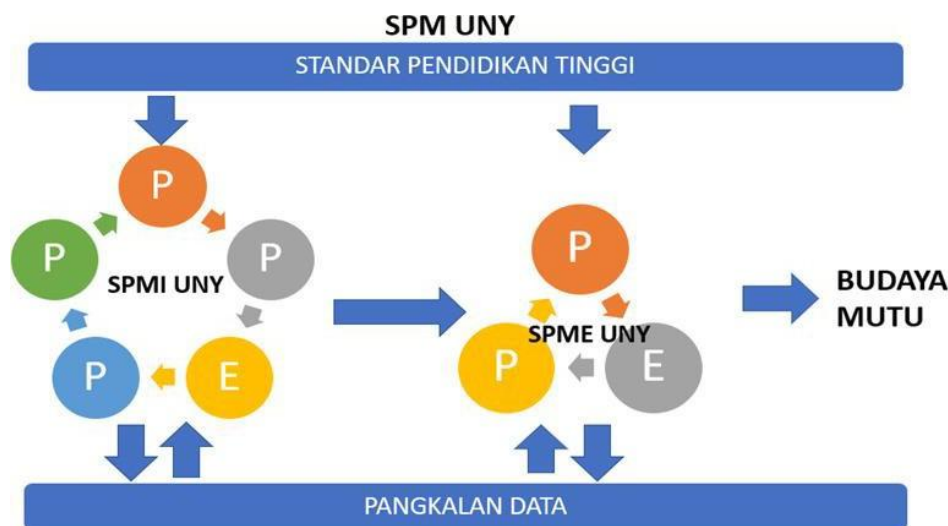 SPM UNY
STANDAR PENDIDIKAN TINGGI
P
P
P
SPMI UNY
P
E
P
SPME UNY
P
E
BUDAYA
MUTU
PANGKALAN DATA